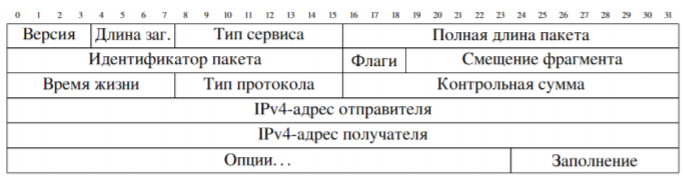 0 1 2 3 4 5 6 7 8 9 10 11 12 13 14 15 16 17 18 19 20 21 22 23 24 25 26 27 28 29 30 31
Версия Длина заг. Тип сервиса Полная длина пакета
Идентификатор пакета Флаги Смещение фрагмента
Время жизни Тип протокола Контрольная сумма
IPv4-адрес отправителя
IPv4-адрес получателя
Опции... Заполнение